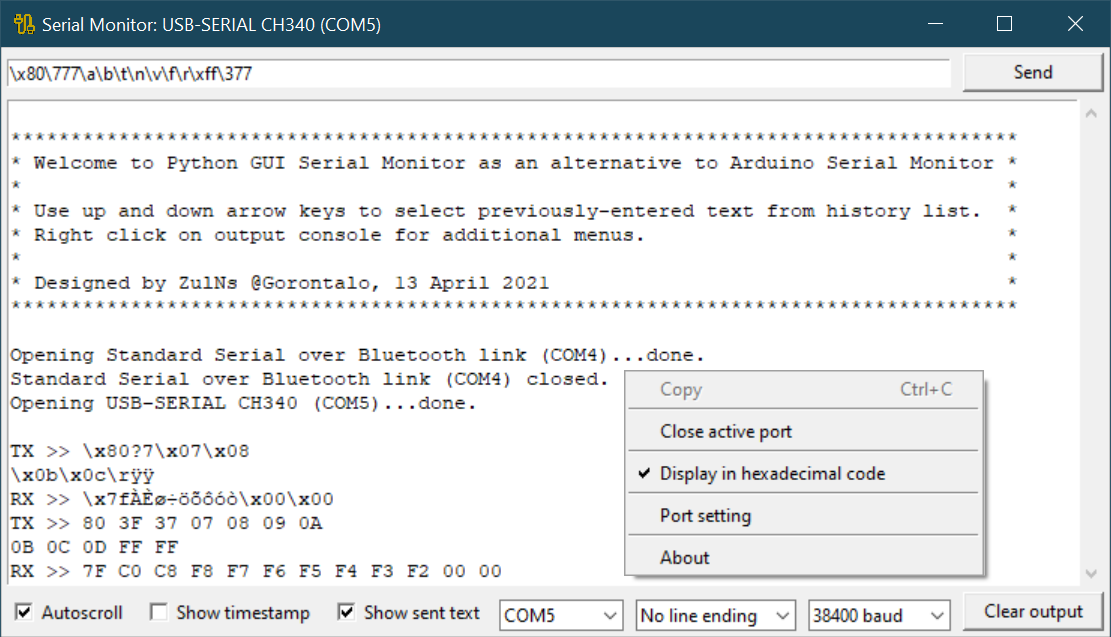 Serial Monitor: USB-SERIAL CH340 (COM5)
\x80\777\a\b\t\n\v\f\r\xff\377
Send
************************************************************************************
* Welcome to Python GUI Serial Monitor as an alternative to Arduino Serial Monitor *
* *
* Use up and down arrow keys to select previously-entered text from history list. *
* Right click on output console for additional menus. *
* *
* Designed by ZulNs @Gorontalo, 13 April 2021 *
************************************************************************************
Opening Standard Serial over Bluetooth link (COM4)...done.
Standard Serial over Bluetooth link (COM4) closed.
Opening USB-SERIAL CH340 (COM5)...done.
TX >> \x80?7\x07\x08
\x0b\x0c\rÿÿ
RX >> \x7fÀÈø÷öõôóò\x00\x00
TX >> 80 3F 37 07 08 09 0A
0B 0C 0D FF FF
RX >> 7F C0 C8 F8 F7 F6 F5 F4 F3 F2 00 00
Copy Ctrl+C
Close active port
Display in hexadecimal code
Port setting
About
Autoscroll
Show timestamp
Show sent text
COM5
No line ending
38400 baud
Clear output